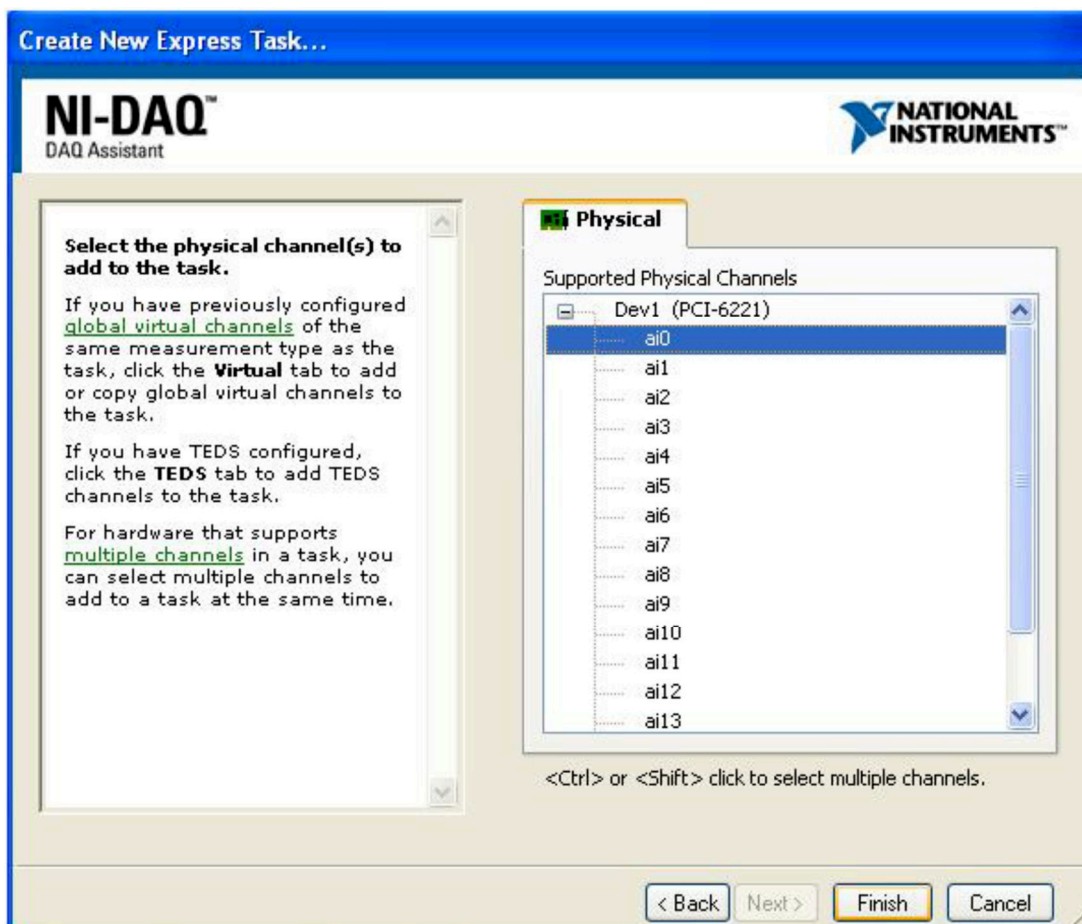 Create New Express Task...
NI-DAQ™
DAQ Assistant
NATIONAL
INSTRUMENTS™
Select the physical channel(s) to
add to the task.
If you have previously configured
global virtual channels of the
same measurement type as the
task, click the Virtual tab to add
or copy global virtual channels to
the task.
If you have TEDS configured,
click the TEDS tab to add TEDS
channels to the task.
For hardware that supports
multiple channels in a task, you
can select multiple channels to
add to a task at the same time.
Physical
Supported Physical Channels
Dev1 (PCI-6221)
ai0
ai1
ai2
ai3
ai4
ai5
ai6
ai7
ai8
ai9
ai10
ai11
ai12
ai13
<Ctrl> or <Shift> click to select multiple channels.
< Back Next > Finish Cancel